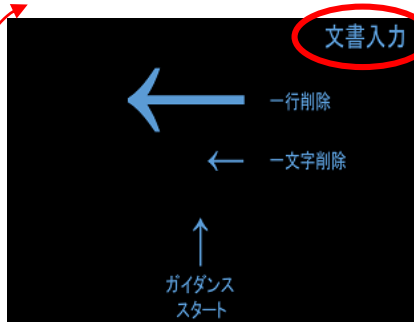 文書入力
一行削除
一文字削除
ガイダンス
スタート